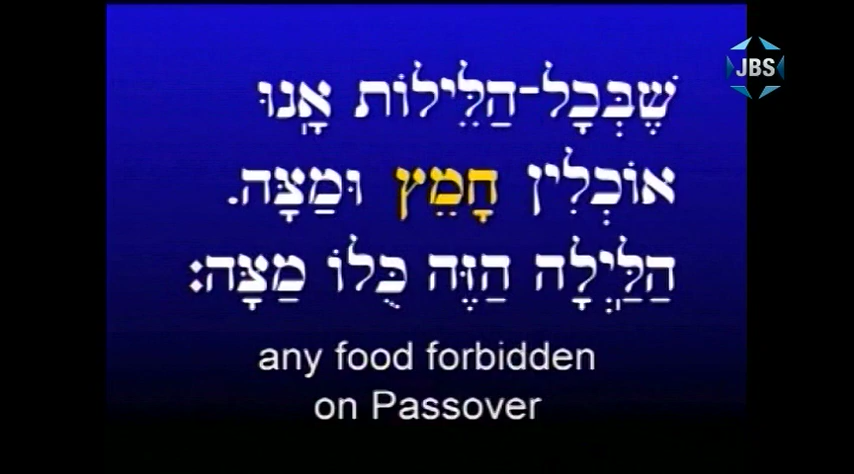 שֶׁבְּכָל-הַלֵּילוֹת אָֽנוּ
אוֹכְלִין חָמֵץ וּמַצָּה.
הַלַּֽיְלָה הַזֶּה כֻּלּוֹ מַצָּה:
any food forbidden
on Passover
JBS